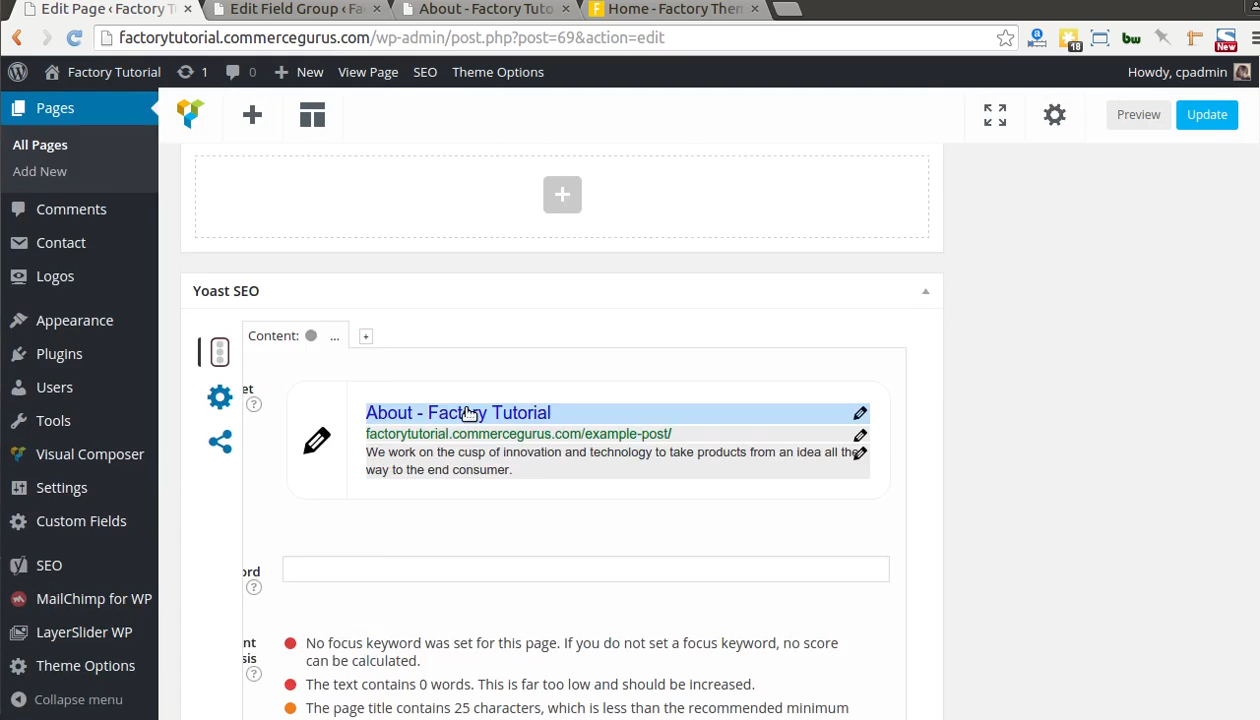 Edit Page ‹ Factory T
Edit Field Group ‹ Fa
About - Factory Tuto
Home - Factory Them
factorytutorial.commercegurus.com/wp-admin/post.php?post=69&action=edit
18
bw
New
Factory Tutorial
1
0
New
View Page
SEO
Theme Options
Howdy, cpadmin
Pages
All Pages
Add New
Comments
Contact
Logos
Appearance
Plugins
Users
Tools
Visual Composer
Settings
Custom Fields
SEO
MailChimp for WP
LayerSlider WP
Theme Options
Collapse menu
Preview
Update
Yoast SEO
Content:
...
et
?
About - Factory Tutorial
factorytutorial.commercegurus.com/example-post/
We work on the cusp of innovation and technology to take products from an idea all the
way to the end consumer.
ord
?
nt
sis
?
No focus keyword was set for this page. If you do not set a focus keyword, no score
can be calculated.
The text contains 0 words. This is far too low and should be increased.
The page title contains 25 characters, which is less than the recommended minimum